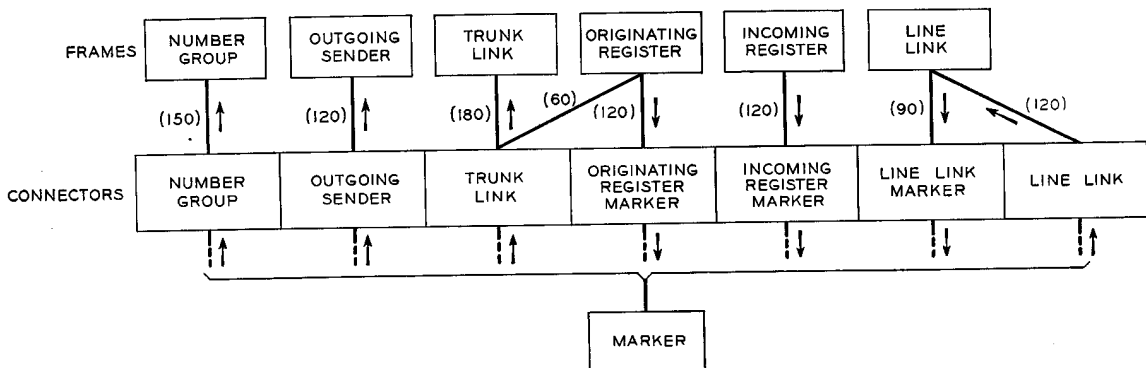 FRAMES
NUMBER
GROUP
OUTGOING
SENDER
TRUNK
LINK
ORIGINATING
REGISTER
INCOMING
REGISTER
LINE
LINK
(150)
(120)
(180)
(60)
(120)
(120)
(90)
(120)
CONNECTORS
NUMBER
GROUP
OUTGOING
SENDER
TRUNK
LINK
ORIGINATING
REGISTER
MARKER
INCOMING
REGISTER
MARKER
LINE LINK
MARKER
LINE LINK
MARKER